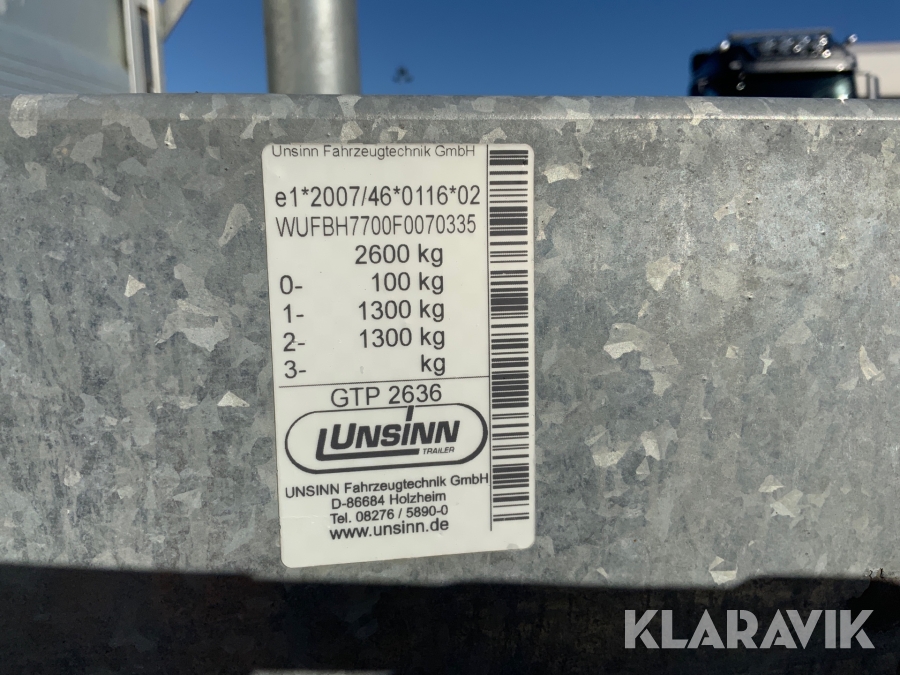 Unsinn Fahrzeugtechnik GmbH
e1*2007/46*0116*02
WUFBH7700F0070335
2600 kg
0- 100 kg
1- 1300 kg
2- 1300 kg
3- kg
GTP 2636
UNSINN
TRAILER
UNSINN Fahrzeugtechnik GmbH
D-86684 Holzheim
Tel. 08276 / 5890-0
www.unsinn.de
KLARAVIK